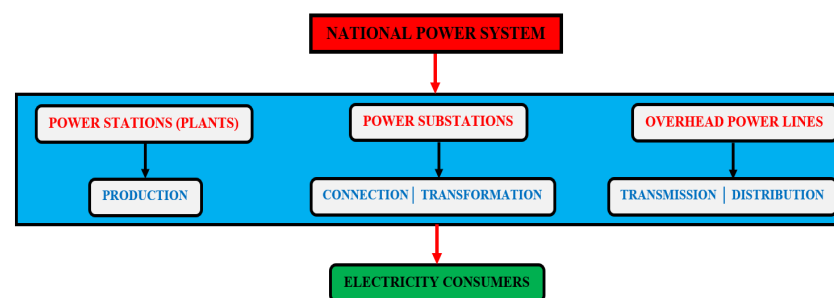 NATIONAL POWER SYSTEM
POWER STATIONS (PLANTS)
POWER SUBSTATIONS
OVERHEAD POWER LINES
PRODUCTION
CONNECTION | TRANSFORMATION
TRANSMISSION | DISTRIBUTION
ELECTRICITY CONSUMERS